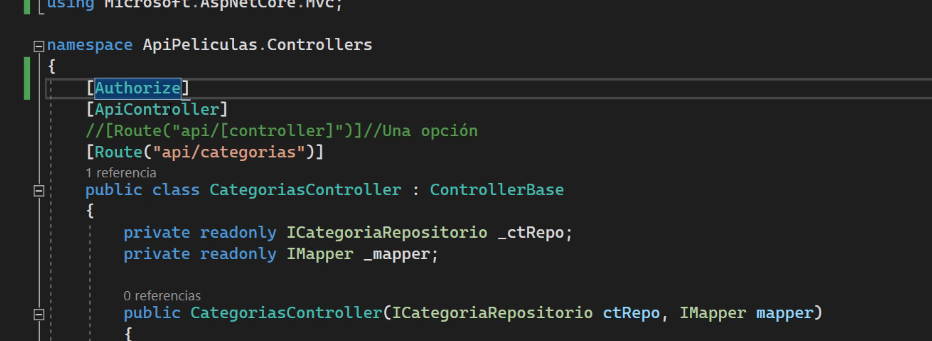 using Microsoft.AspNetCore.Mvc;
namespace ApiPeliculas.Controllers
{
[Authorize]
[ApiController]
//[Route("api/[controller]")]//Una opción
[Route("api/categorias")]
1 referencia
public class CategoriasController : ControllerBase
{
private readonly ICategoriaRepositorio _ctRepo;
private readonly IMapper _mapper;
0 referencias
public CategoriasController(ICategoriaRepositorio ctRepo, IMapper mapper)
{